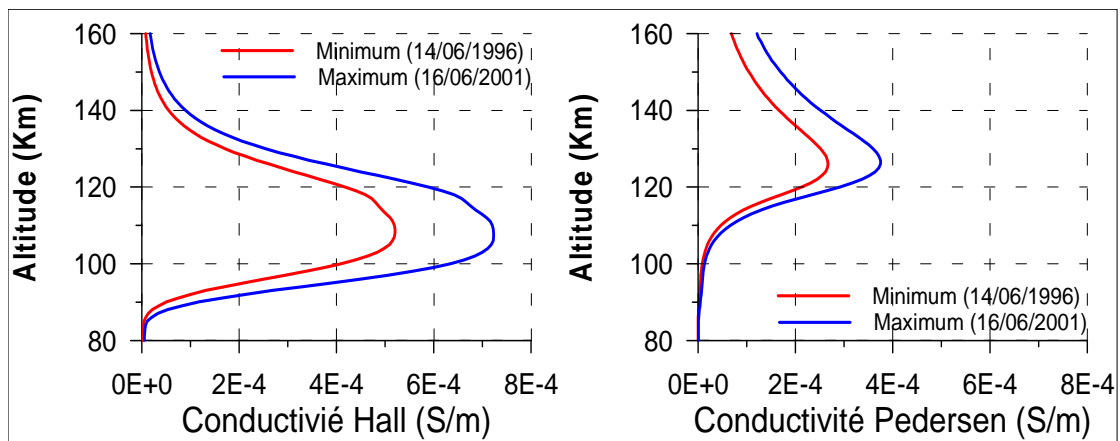 160
140
120
100
80
Altitude (Km)
Minimum (14/06/1996)
Maximum (16/06/2001)
0E+0 2E-4 4E-4 6E-4 8E-4
Conductivié Hall (S/m)
160
140
120
100
80
Altitude (Km)
Minimum (14/06/1996)
Maximum (16/06/2001)
0E+0 2E-4 4E-4 6E-4 8E-4
Conductivité Pedersen (S/m)